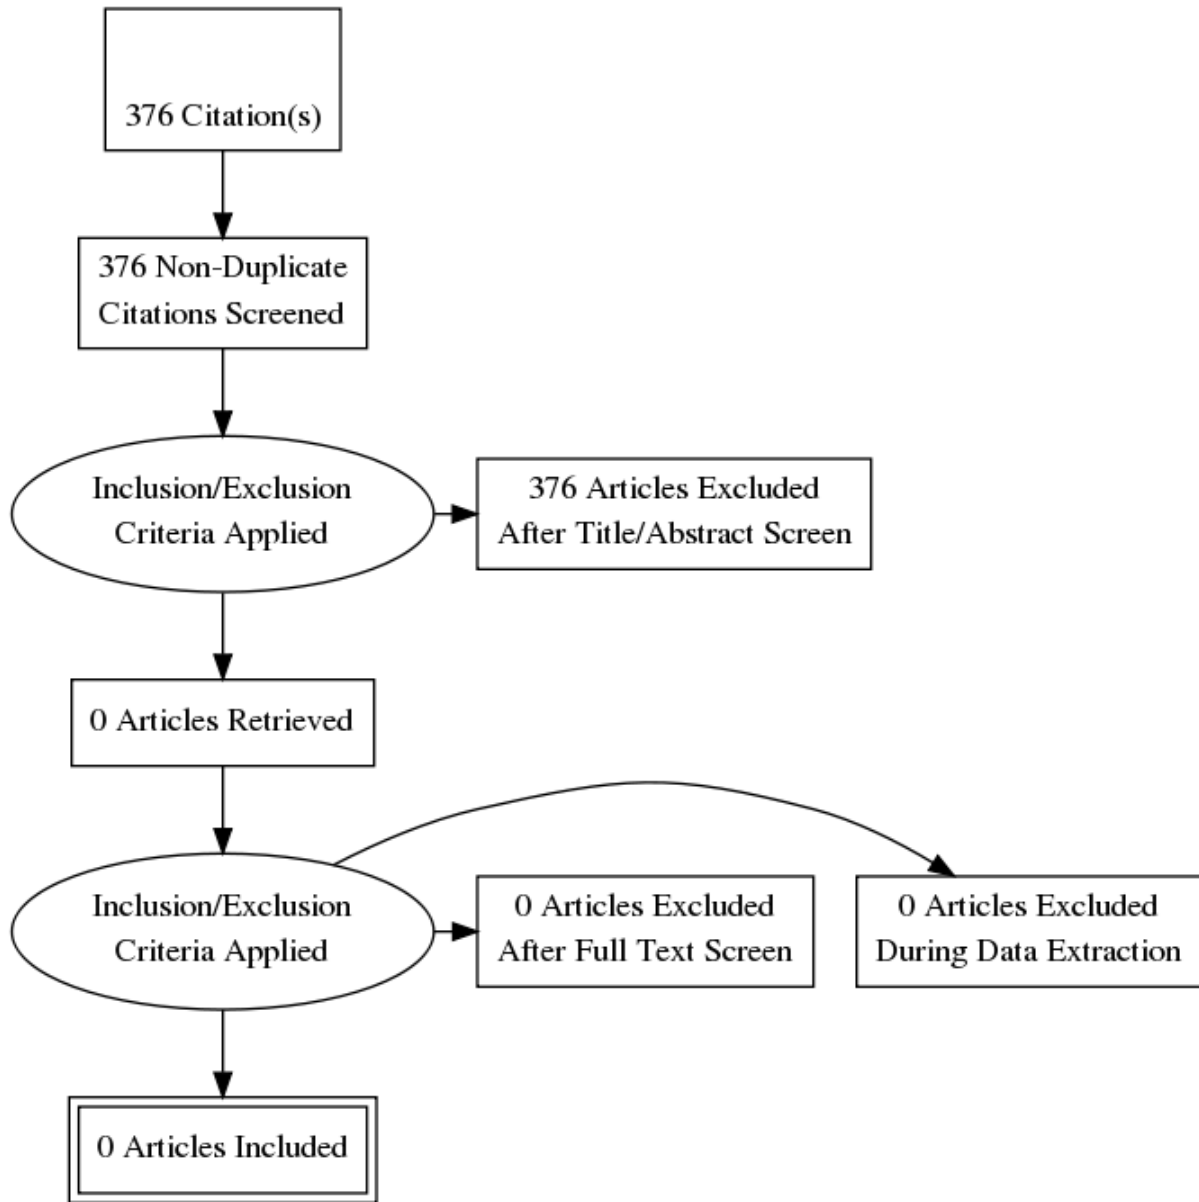 376 Citation(s)
376 Non-Duplicate
Citations Screened
Inclusion/Exclusion
Criteria Applied
376 Articles Excluded
After Title/Abstract Screen
0 Articles Retrieved
Inclusion/Exclusion
Criteria Applied
0 Articles Excluded
After Full Text Screen
0 Articles Excluded
During Data Extraction
0 Articles Included